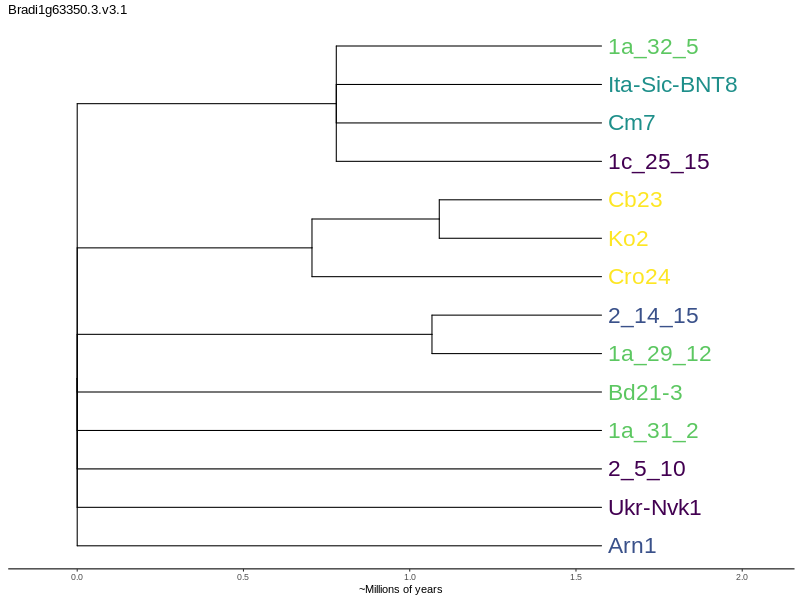 Bradi1g63350.3.v3.1
1a_32_5
Ita-Sic-BNT8
Cm7
1c_25_15
Cb23
Ko2
Cro24
2_14_15
1a_29_12
Bd21-3
1a_31_2
2_5_10
Ukr-Nvk1
Arn1
0.0 0.5 1.0 1.5 2.0
~Millions of years